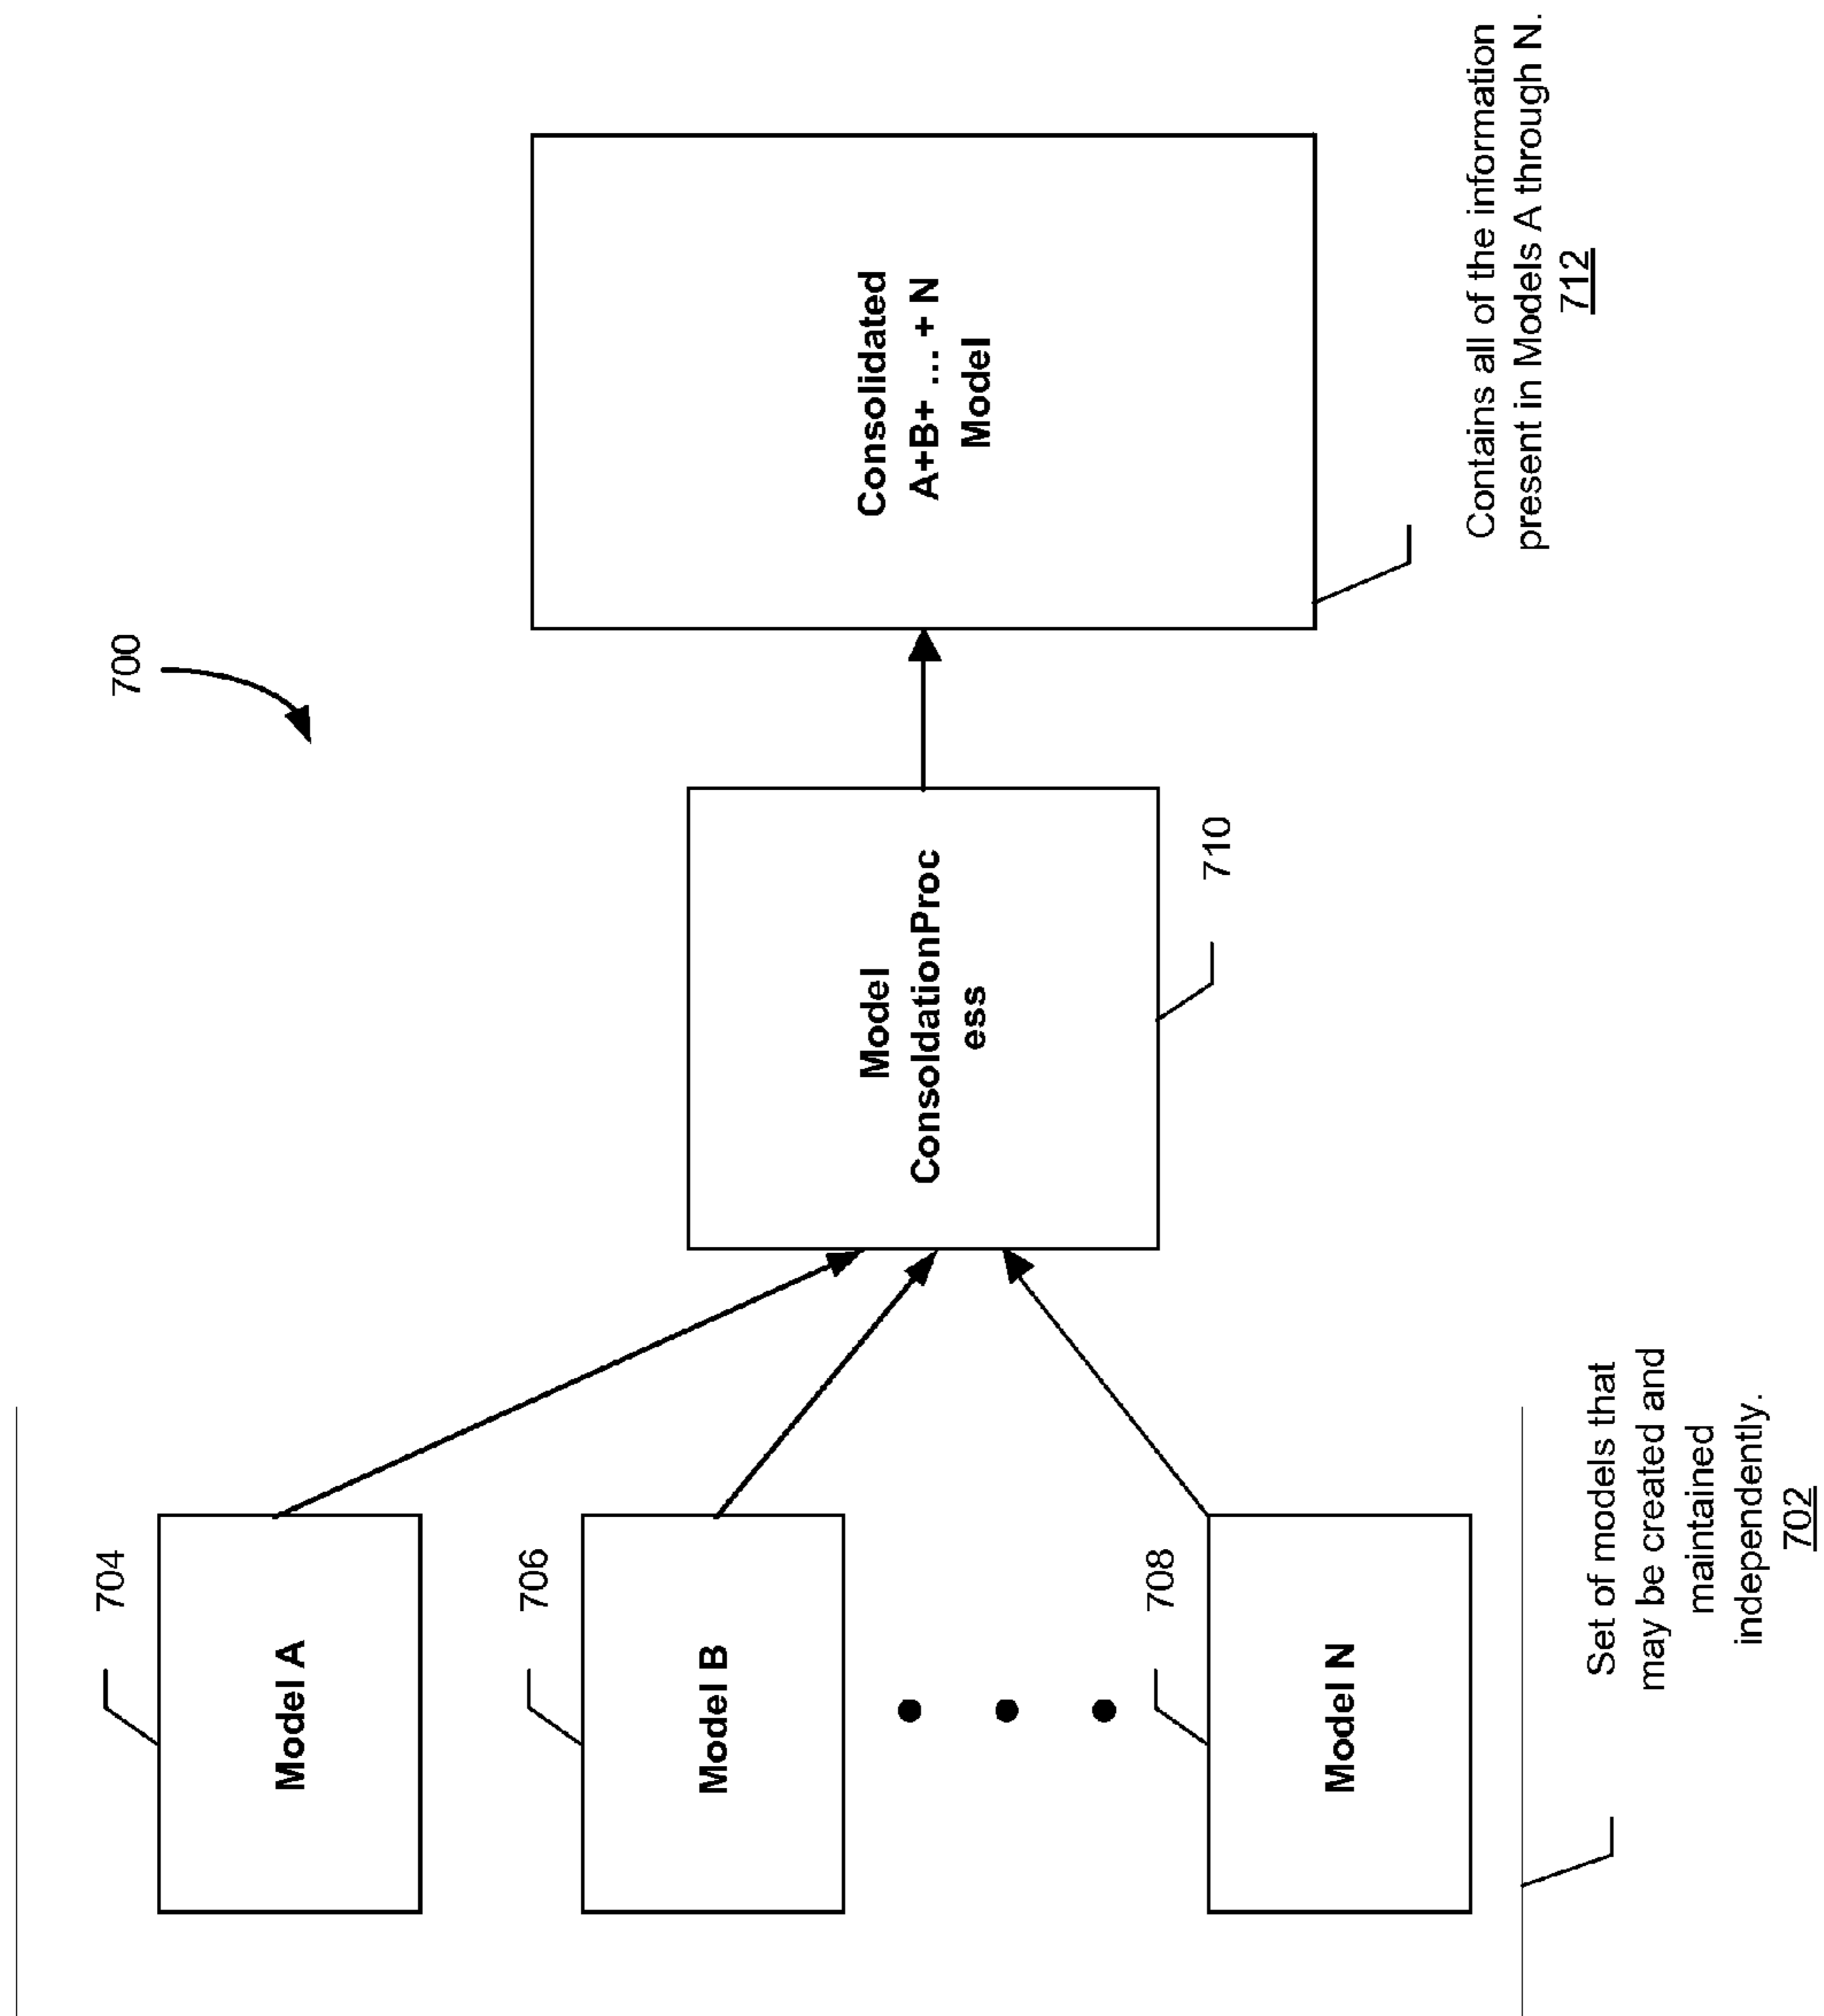 700
704
Model A
706
Model B
708
Model N
Set of models that
may be created and
maintained
independently.
702
Model
ConsoldationProc
ess
710
Consolidated
A+B+ ... + N
Model
Contains all of the information
present in Models A through N.
712